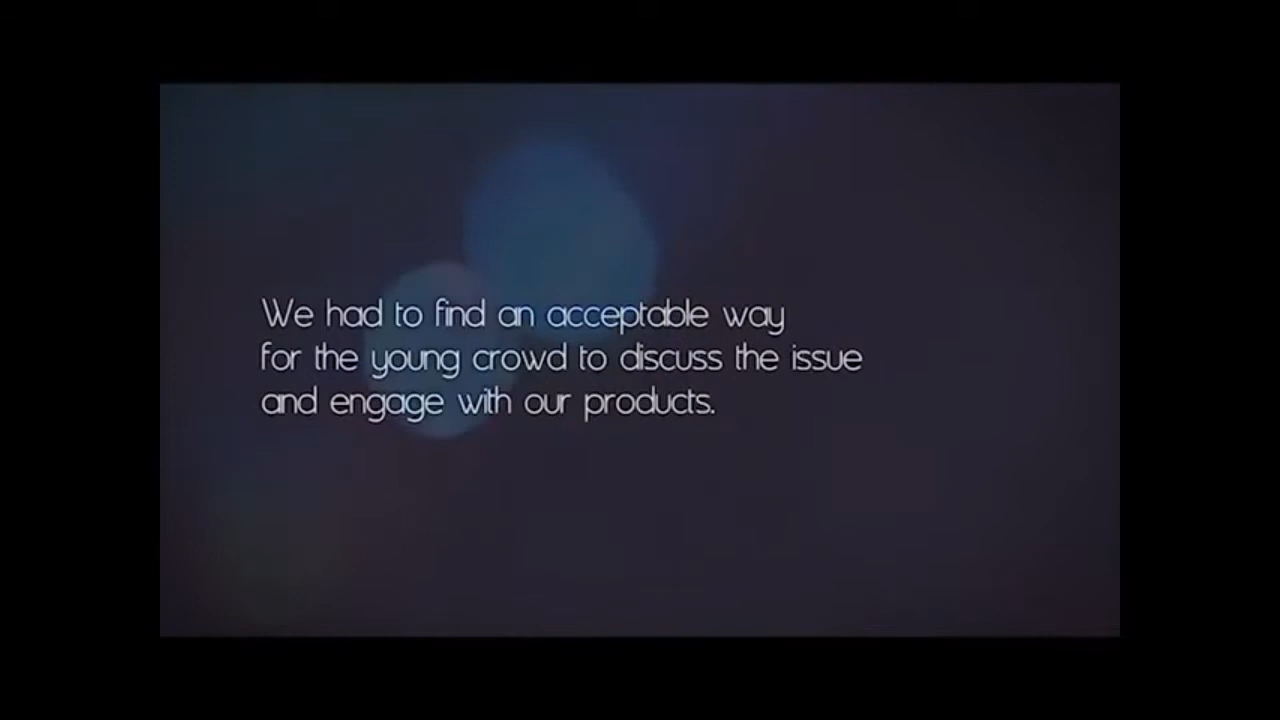 We had to find an acceptable way
for the young crowd to discuss the issue
and engage with our products.